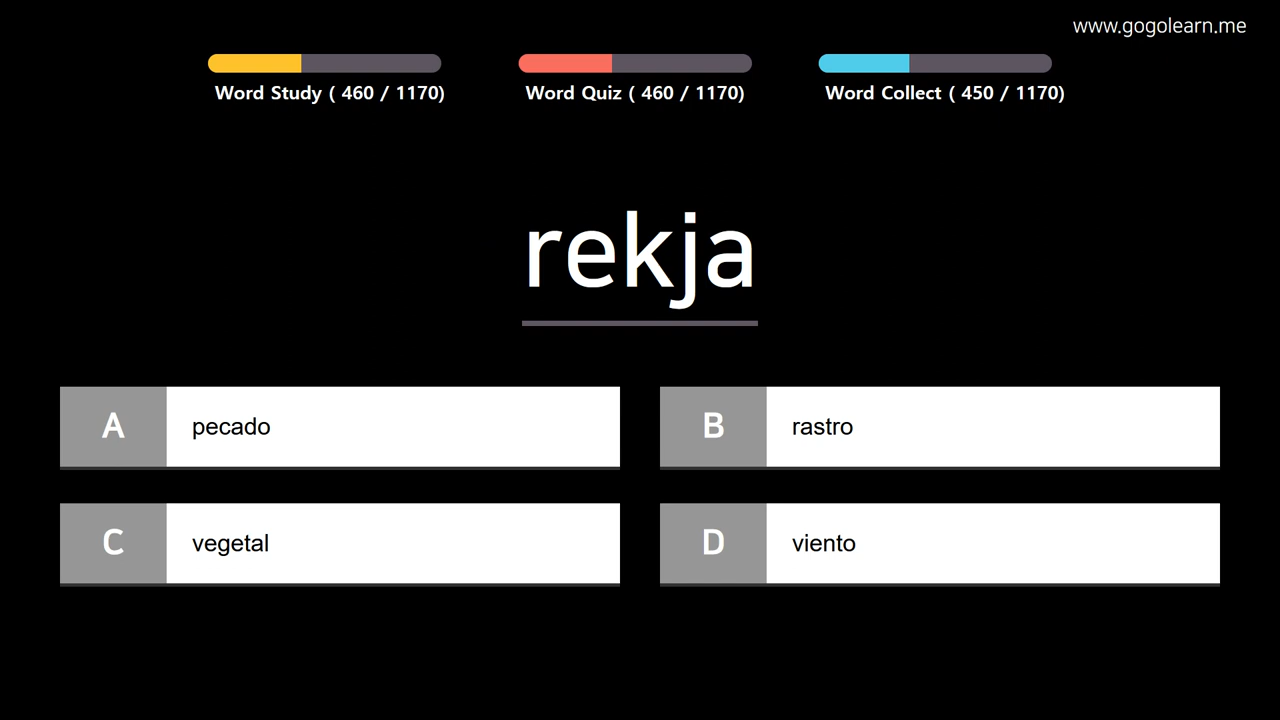 www.gogolearn.me
Word Study ( 460 / 1170)
Word Quiz ( 460 / 1170)
Word Collect ( 450 / 1170)
rekja
A pecado
B rastro
C vegetal
D viento